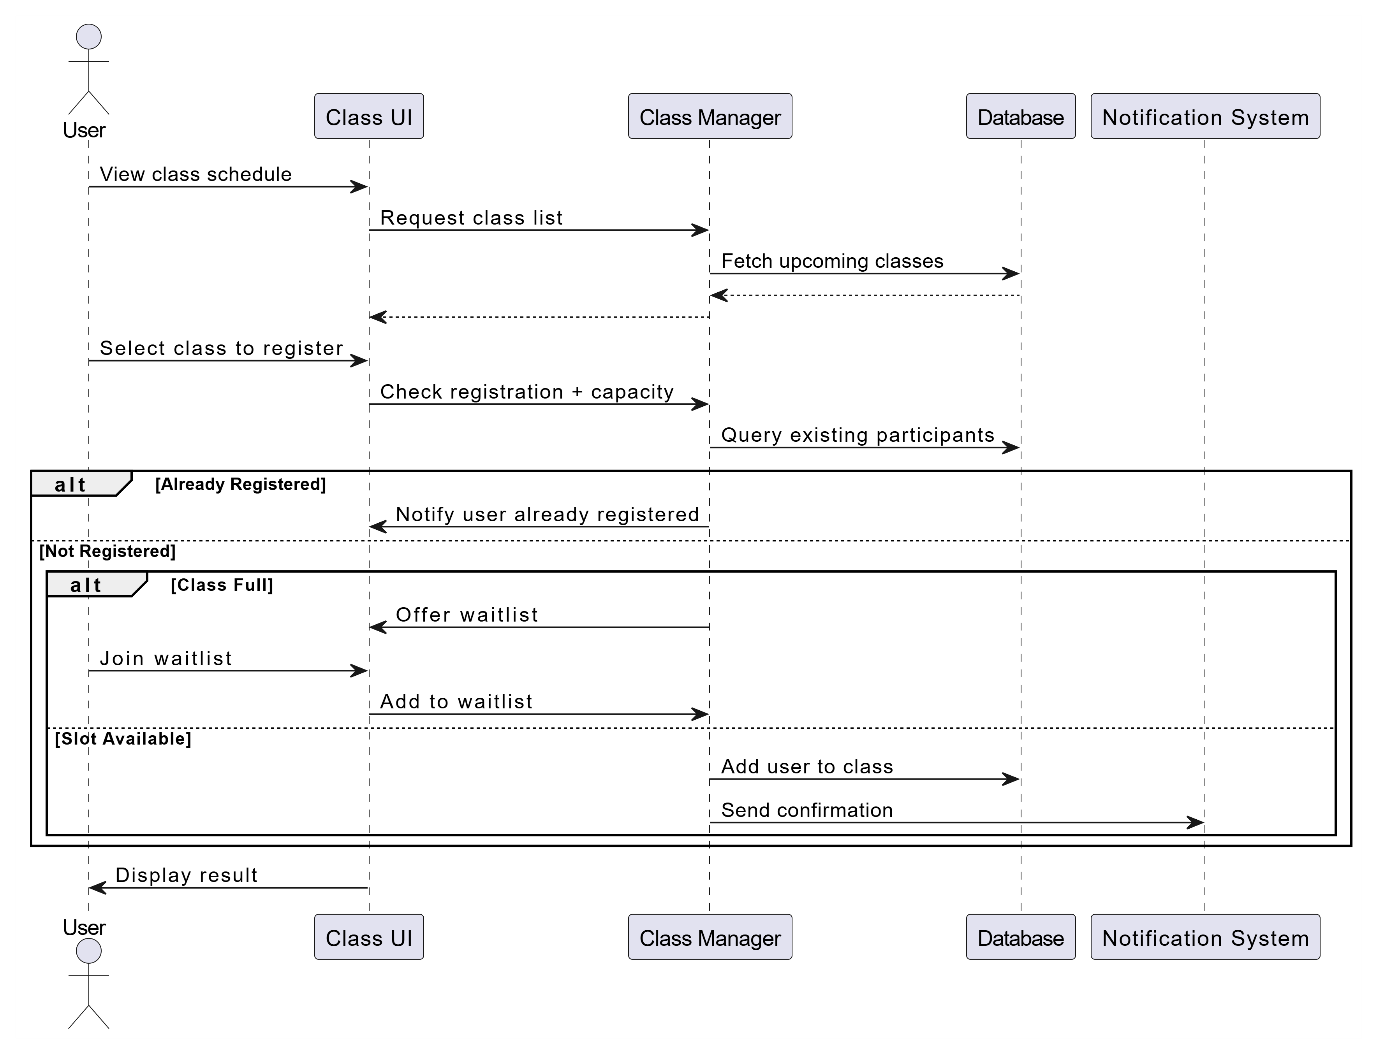 User
Class UI
Class Manager
Database
Notification System
View class schedule
Request class list
Fetch upcoming classes
Select class to register
Check registration + capacity
Query existing participants
alt
[Already Registered]
Notify user already registered
[Not Registered]
alt
[Class Full]
Offer waitlist
Join waitlist
Add to waitlist
[Slot Available]
Add user to class
Send confirmation
Display result
User
Class UI
Class Manager
Database
Notification System